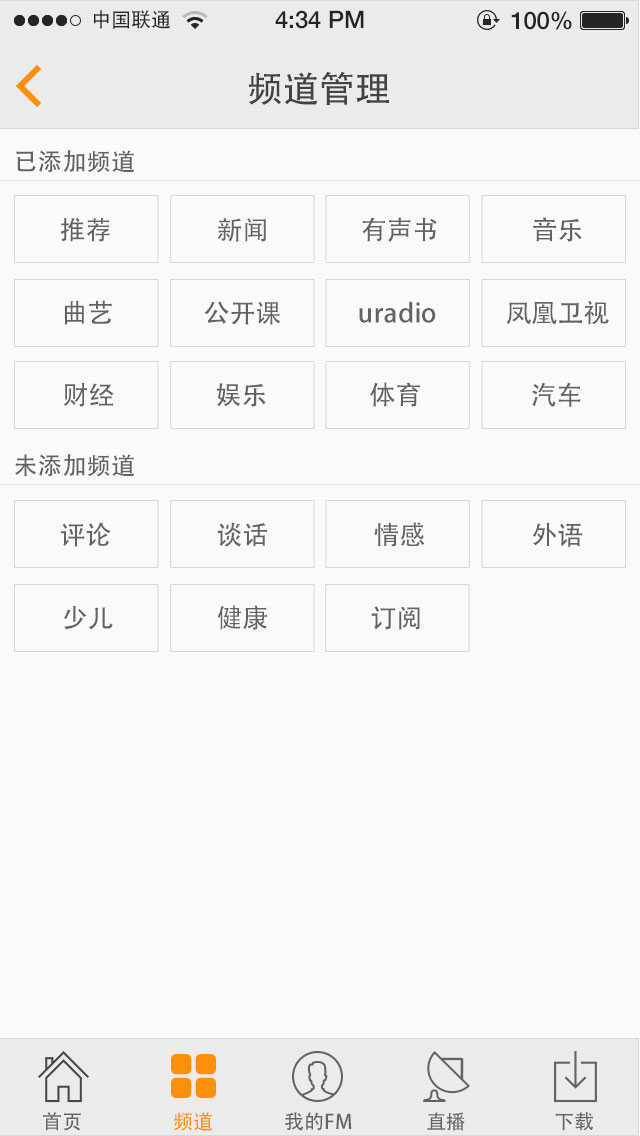 中国联通 4:34 PM 100%
频道管理
已添加频道
推荐 新闻 有声书 音乐
曲艺 公开课 uradio 凤凰卫视
财经 娱乐 体育 汽车
未添加频道
评论 谈话 情感 外语
少儿 健康 订阅
首页 频道 我的FM 直播 下载